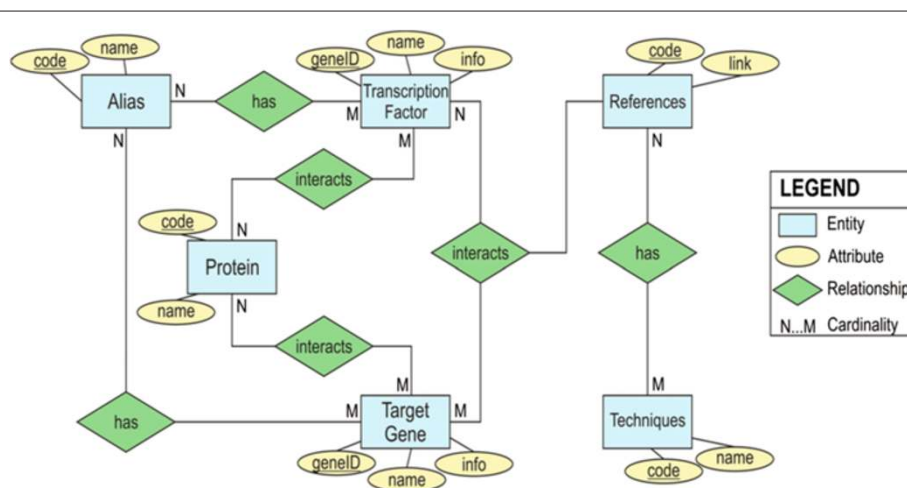 code
name
Alias
N
has
geneID
name
info
Transcription
Factor
M
N
M
code
link
References
N
N
interacts
code
N
Protein
name
N
interacts
interacts
has
LEGEND
Entity
Attribute
Relationship
N...M Cardinality
has
M
M
Target
Gene
M
geneID
name
info
M
Techniques
code
name